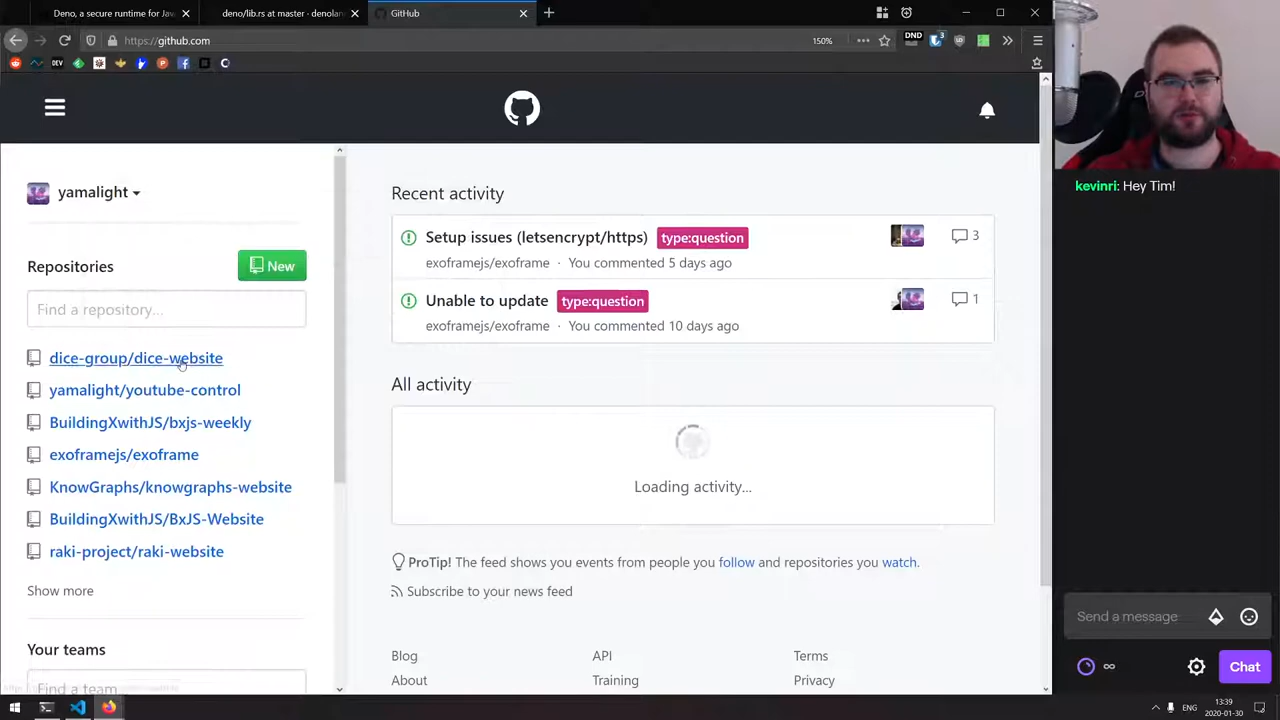 Deno, a secure runtime for Jav
deno/lib.rs at master · denolan
GitHub
https://github.com
150%
DND
3
DEV
yamalight
Repositories
New
Find a repository...
dice-group/dice-website
yamalight/youtube-control
BuildingXwithJS/bxjs-weekly
exoframejs/exoframe
KnowGraphs/knowgraphs-website
BuildingXwithJS/BxJS-Website
raki-project/raki-website
Show more
Your teams
Find a team
Recent activity
Setup issues (letsencrypt/https) type:question 3
exoframejs/exoframe · You commented 5 days ago
Unable to update type:question 1
exoframejs/exoframe · You commented 10 days ago
All activity
Loading activity...
ProTip! The feed shows you events from people you follow and repositories you watch.
Subscribe to your news feed
Blog API Terms
About Training Privacy
kevinri: Hey Tim!
Send a message
Chat
ENG
13:39
2020-01-30